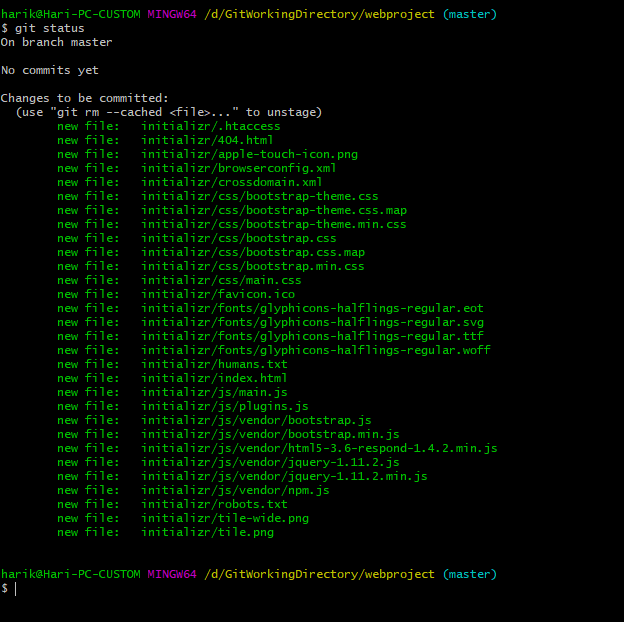 harik@Hari-PC-CUSTOM MINGW64 /d/GitWorkingDirectory/webproject (master)
$ git status
On branch master
No commits yet
Changes to be committed:
(use "git rm --cached <file>..." to unstage)
new file: initializr/.htaccess
new file: initializr/404.html
new file: initializr/apple-touch-icon.png
new file: initializr/browserconfig.xml
new file: initializr/crossdomain.xml
new file: initializr/css/bootstrap-theme.css
new file: initializr/css/bootstrap-theme.css.map
new file: initializr/css/bootstrap-theme.min.css
new file: initializr/css/bootstrap.css
new file: initializr/css/bootstrap.css.map
new file: initializr/css/bootstrap.min.css
new file: initializr/css/main.css
new file: initializr/favicon.ico
new file: initializr/fonts/glyphicons-halflings-regular.eot
new file: initializr/fonts/glyphicons-halflings-regular.svg
new file: initializr/fonts/glyphicons-halflings-regular.ttf
new file: initializr/fonts/glyphicons-halflings-regular.woff
new file: initializr/humans.txt
new file: initializr/index.html
new file: initializr/js/main.js
new file: initializr/js/plugins.js
new file: initializr/js/vendor/bootstrap.js
new file: initializr/js/vendor/bootstrap.min.js
new file: initializr/js/vendor/html5-3.6-respond-1.4.2.min.js
new file: initializr/js/vendor/jquery-1.11.2.js
new file: initializr/js/vendor/jquery-1.11.2.min.js
new file: initializr/js/vendor/npm.js
new file: initializr/robots.txt
new file: initializr/tile-wide.png
new file: initializr/tile.png
harik@Hari-PC-CUSTOM MINGW64 /d/GitWorkingDirectory/webproject (master)
$